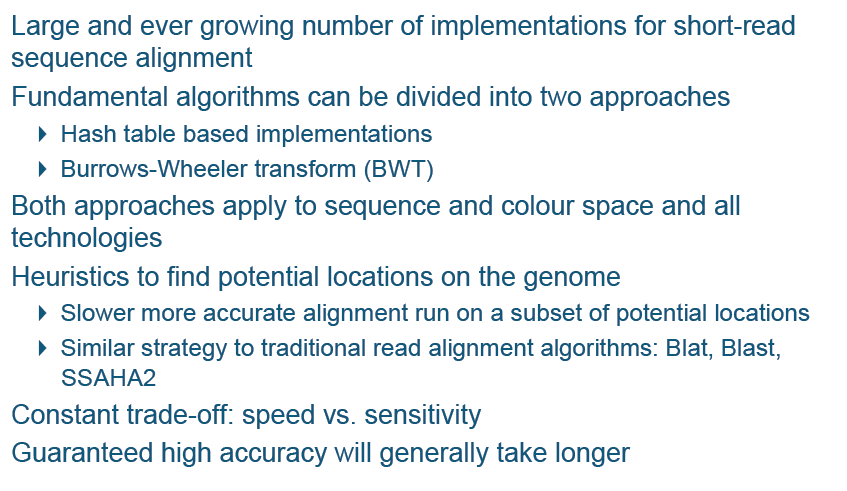 Large and ever growing number of implementations for short-read
sequence alignment
Fundamental algorithms can be divided into two approaches
Hash table based implementations
Burrows-Wheeler transform (BWT)
Both approaches apply to sequence and colour space and all
technologies
Heuristics to find potential locations on the genome
Slower more accurate alignment run on a subset of potential locations
Similar strategy to traditional read alignment algorithms: Blat, Blast,
SSAHA2
Constant trade-off: speed vs. sensitivity
Guaranteed high accuracy will generally take longer